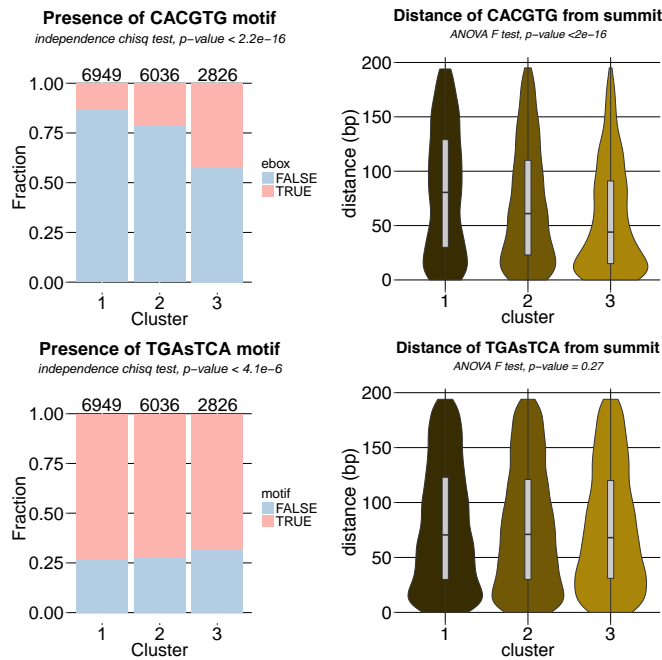 Presence of CACGTG motif
independence chisq test, p−value < 2.2e−16
6949 6036 2826
1.00
0.75
0.50
0.25
0.00
Fraction
1 2 3
Cluster
ebox
FALSE
TRUE
Distance of CACGTG from summit
ANOVA F test, p−value <2e−16
200
150
100
50
0
distance (bp)
1 2 3
cluster
Presence of TGAsTCA motif
independence chisq test, p−value < 4.1e−6
6949 6036 2826
1.00
0.75
0.50
0.25
0.00
Fraction
1 2 3
Cluster
motif
FALSE
TRUE
Distance of TGAsTCA from summit
ANOVA F test, p−value = 0.27
200
150
100
50
0
distance (bp)
1 2 3
cluster